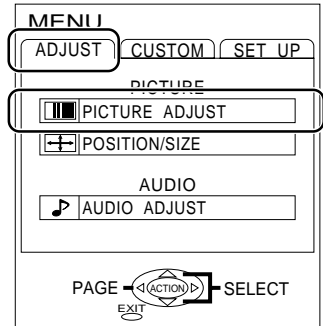 MENU
ADJUST CUSTOM SET UP
PICTURE
PICTURE ADJUST
POSITION/SIZE
AUDIO
AUDIO ADJUST
PAGE ACTION SELECT
EXIT